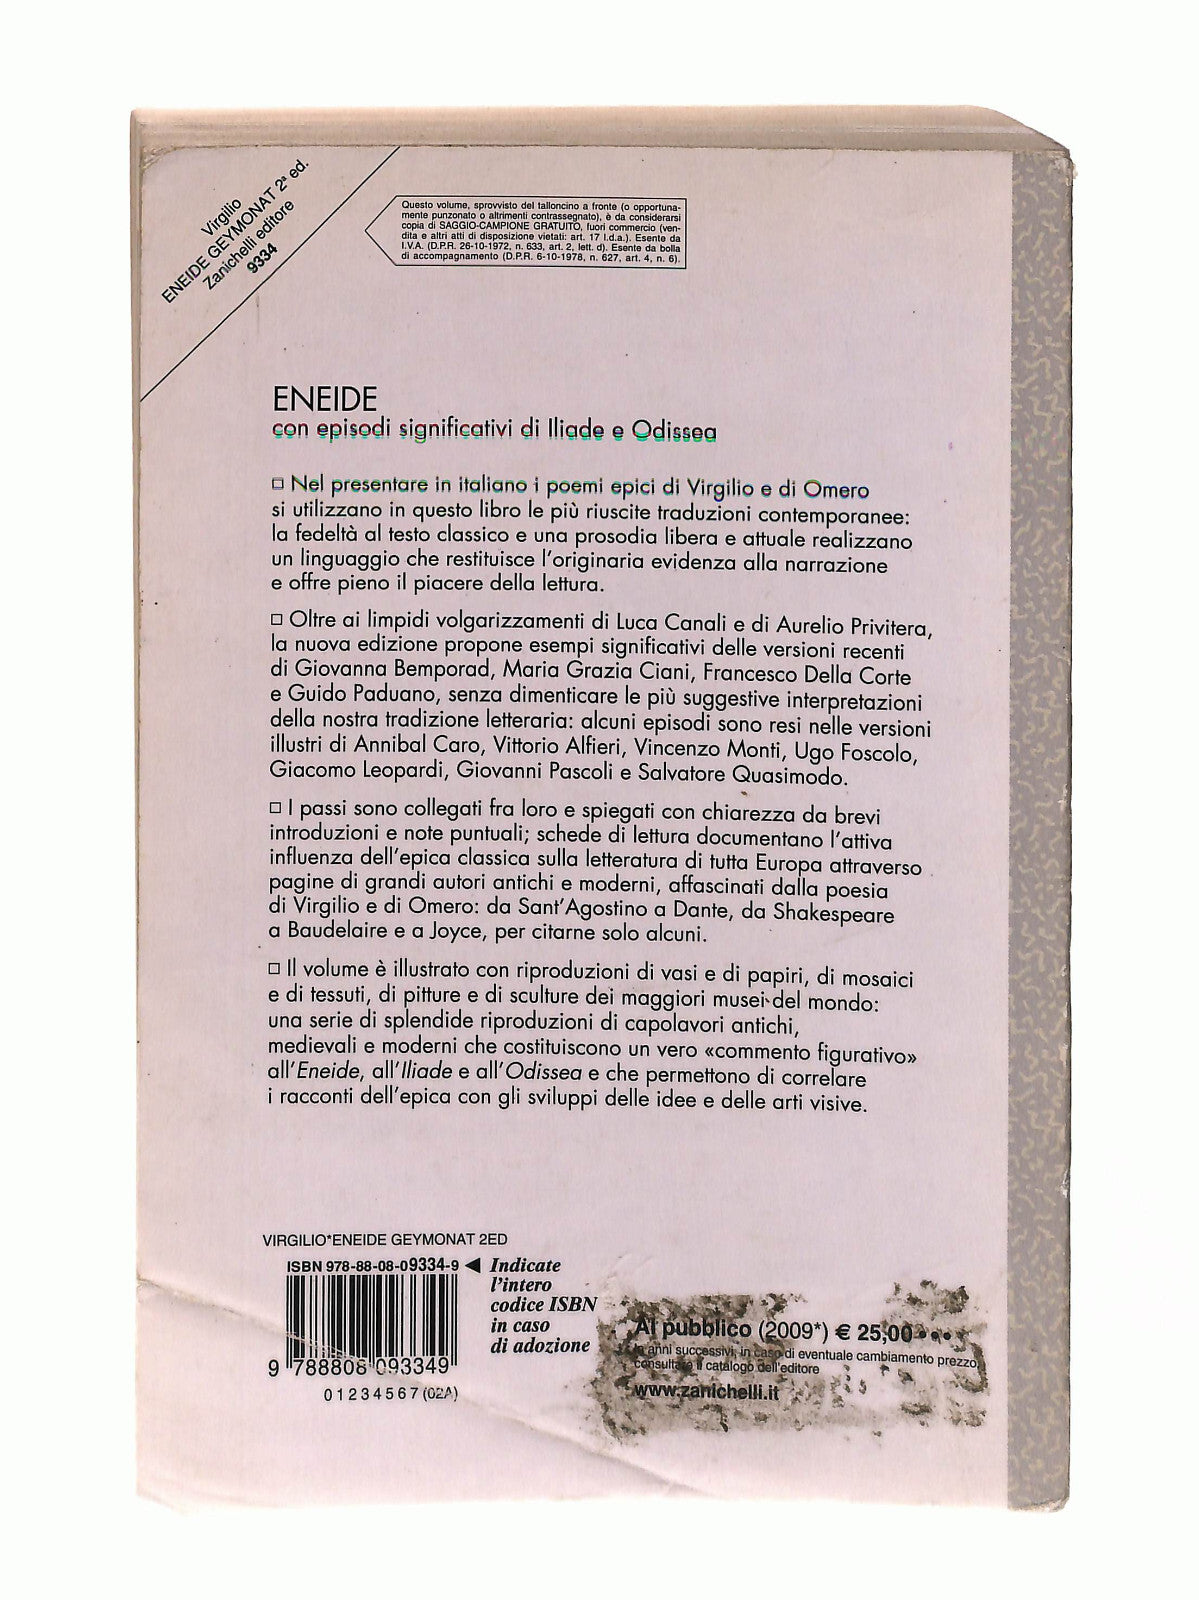 Virgilio
ENEIDE GEYMONAT 2ª ed.
Zanichelli editore
9334
Questo volume, sprovvisto del talloncino a fronte (o opportuna-
mente punzonato o altrimenti contrassegnato), è da considerarsi
copia di SAGGIO-CAMPIONE GRATUITO, fuori commercio (ven-
dita e altri atti di disposizione vietati: art. 17 l.d.a.). Esente da
I.V.A. (D.P.R. 26-10-1972, n. 633, art. 2, lett. d). Esente da bolla
di accompagnamento (D.P.R. 6-10-1978, n. 627, art. 4, n. 6).
ENEIDE
con episodi significativi di Iliade e Odissea
□ Nel presentare in italiano i poemi epici di Virgilio e di Omero
si utilizzano in questo libro le più riuscite traduzioni contemporanee:
la fedeltà al testo classico e una prosodia libera e attuale realizzano
un linguaggio che restituisce l'originaria evidenza alla narrazione
e offre pieno il piacere della lettura.
□ Oltre ai limpidi volgarizzamenti di Luca Canali e di Aurelio Privitera,
la nuova edizione propone esempi significativi delle versioni recenti
di Giovanna Bemporad, Maria Grazia Ciani, Francesco Della Corte
e Guido Paduano, senza dimenticare le più suggestive interpretazioni
della nostra tradizione letteraria: alcuni episodi sono resi nelle versioni
illustri di Annibal Caro, Vittorio Alfieri, Vincenzo Monti, Ugo Foscolo,
Giacomo Leopardi, Giovanni Pascoli e Salvatore Quasimodo.
□ I passi sono collegati fra loro e spiegati con chiarezza da brevi
introduzioni e note puntuali; schede di lettura documentano l'attiva
influenza dell'epica classica sulla letteratura di tutta Europa attraverso
pagine di grandi autori antichi e moderni, affascinati dalla poesia
di Virgilio e di Omero: da Sant'Agostino a Dante, da Shakespeare
a Baudelaire e a Joyce, per citarne solo alcuni.
□ Il volume è illustrato con riproduzioni di vasi e di papiri, di mosaici
e di tessuti, di pitture e di sculture dei maggiori musei del mondo:
una serie di splendide riproduzioni di capolavori antichi,
medievali e moderni che costituiscono un vero «commento figurativo»
all'Eneide, all'Iliade e all'Odissea e che permettono di correlare
i racconti dell'epica con gli sviluppi delle idee e delle arti visive.
VIRGILIO*ENEIDE GEYMONAT 2ED
ISBN 978-88-08-09334-9
9 788808 093349
0 1 2 3 4 5 6 7 (02A)
Indicate
l'intero
codice ISBN
in caso
di adozione
Al pubblico (2009*) € 25,00
In anni successivi, in caso di eventuale cambiamento prezzo,
consultare il catalogo dell'editore
www.zanichelli.it